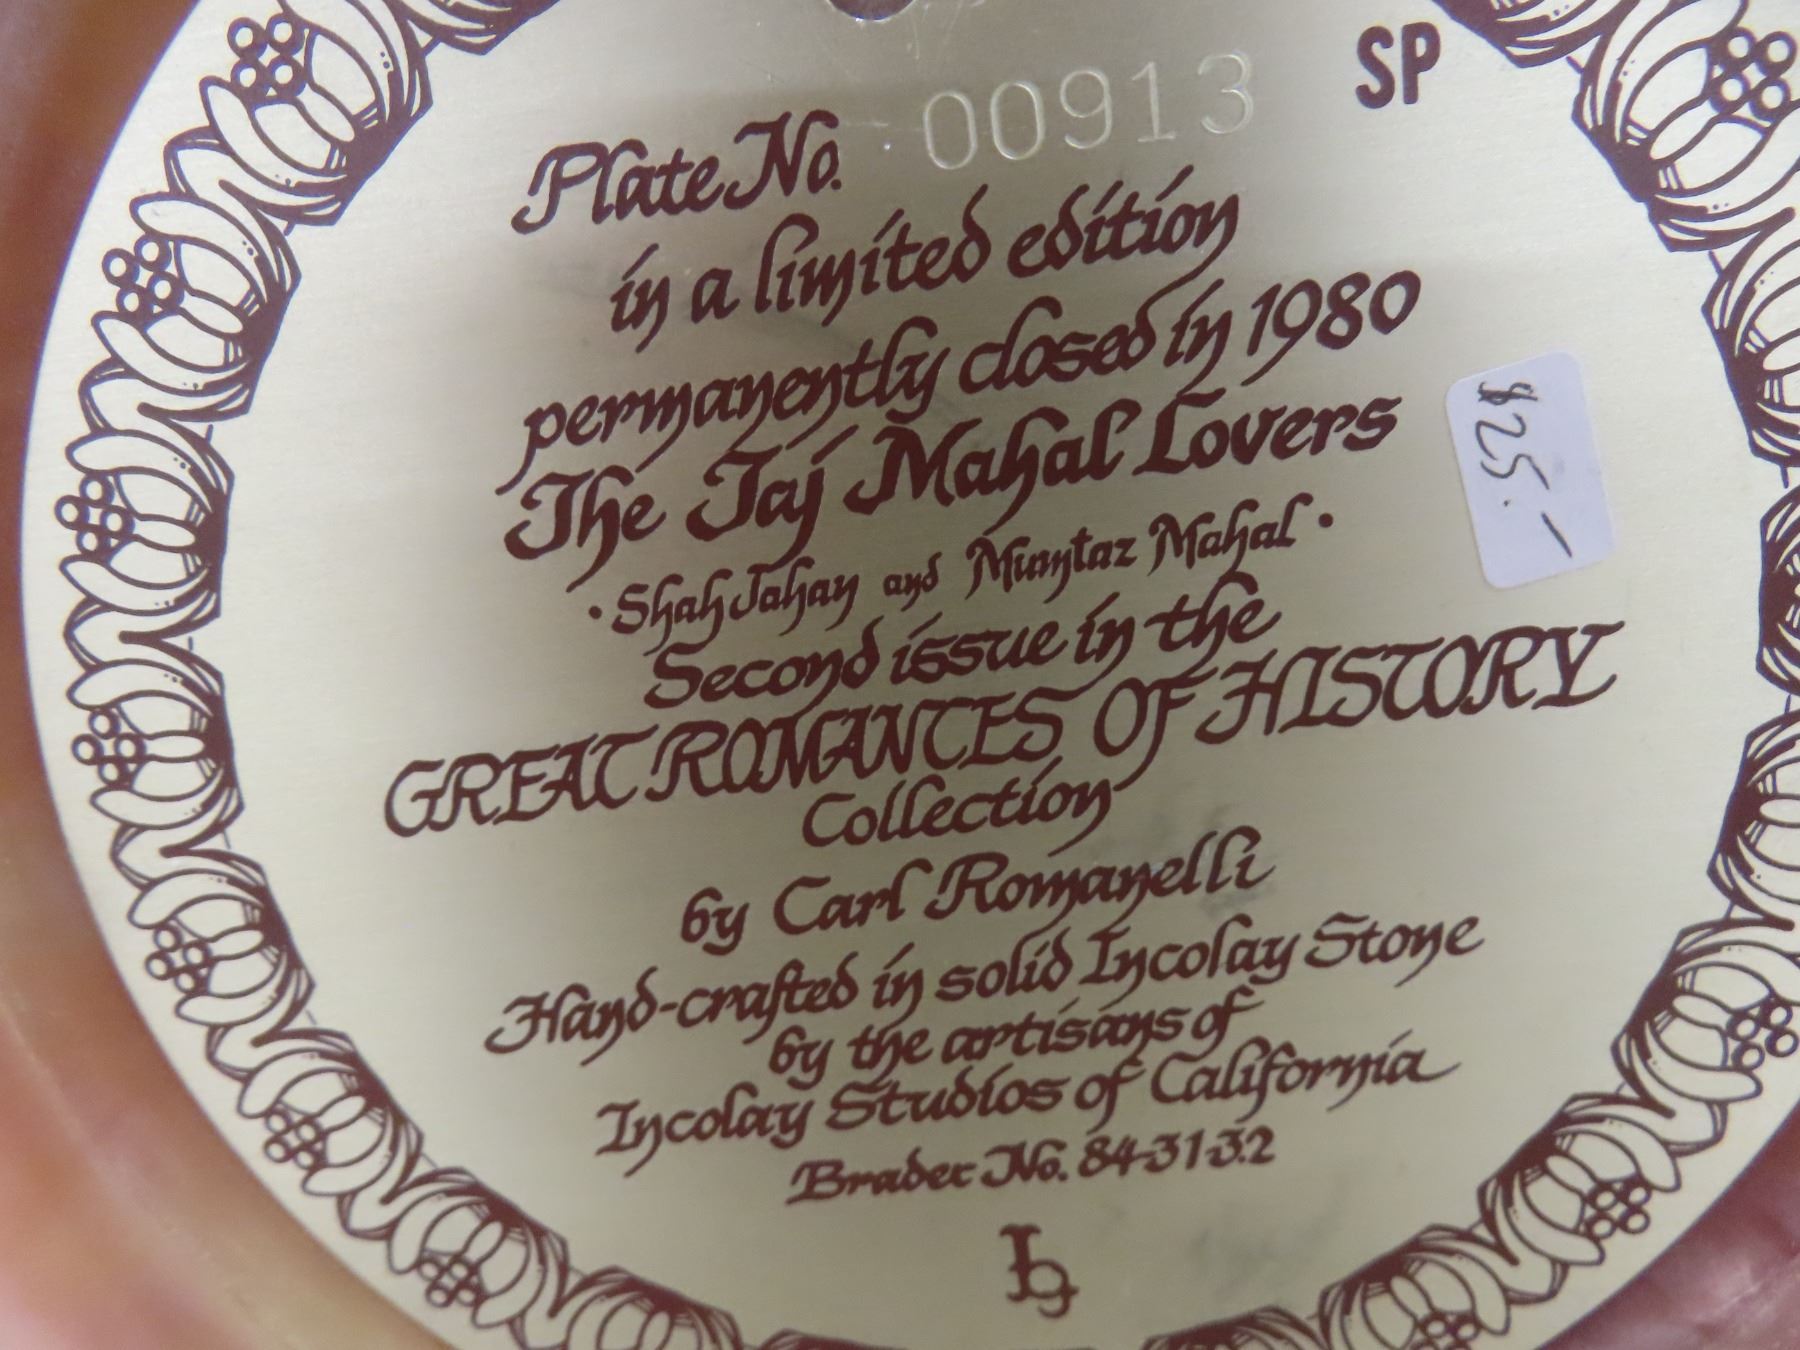 SP
Plate No. 00913
in a limited edition
permanently closed in 1980
The Taj Mahal Lovers
· Shah Jahan and Mumtaz Mahal ·
Second issue in the
GREAT ROMANCES OF HISTORY
Collection
by Carl Romanelli
Hand-crafted in solid Incolay Stone
by the artisans of
Incolay Studios of California
Bradex No. 84-31-3.2
$25.-